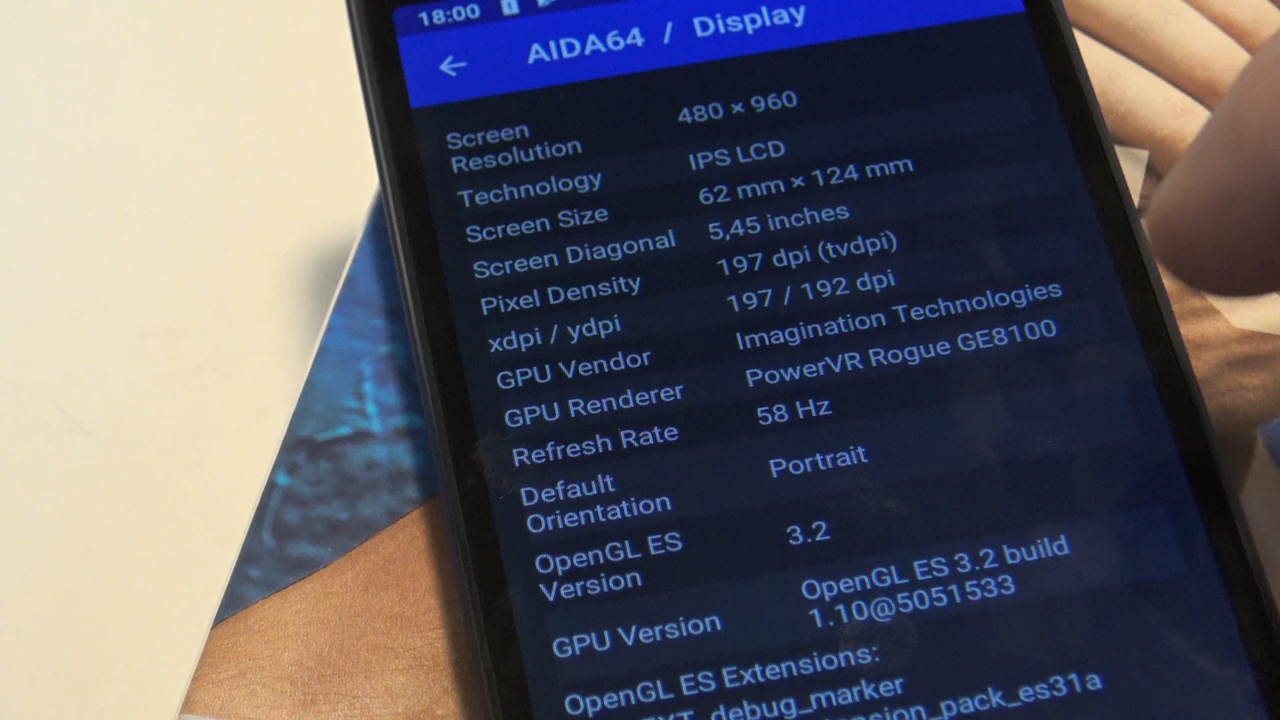 18:00
AIDA64 / Display
Screen Resolution 480 × 960
Technology IPS LCD
Screen Size 62 mm × 124 mm
Screen Diagonal 5,45 inches
Pixel Density 197 dpi (tvdpi)
xdpi / ydpi 197 / 192 dpi
GPU Vendor Imagination Technologies
GPU Renderer PowerVR Rogue GE8100
Refresh Rate 58 Hz
Default Orientation Portrait
OpenGL ES Version 3.2
GPU Version OpenGL ES 3.2 build 1.10@5051533
OpenGL ES Extensions:
debug_marker
pack_es31a